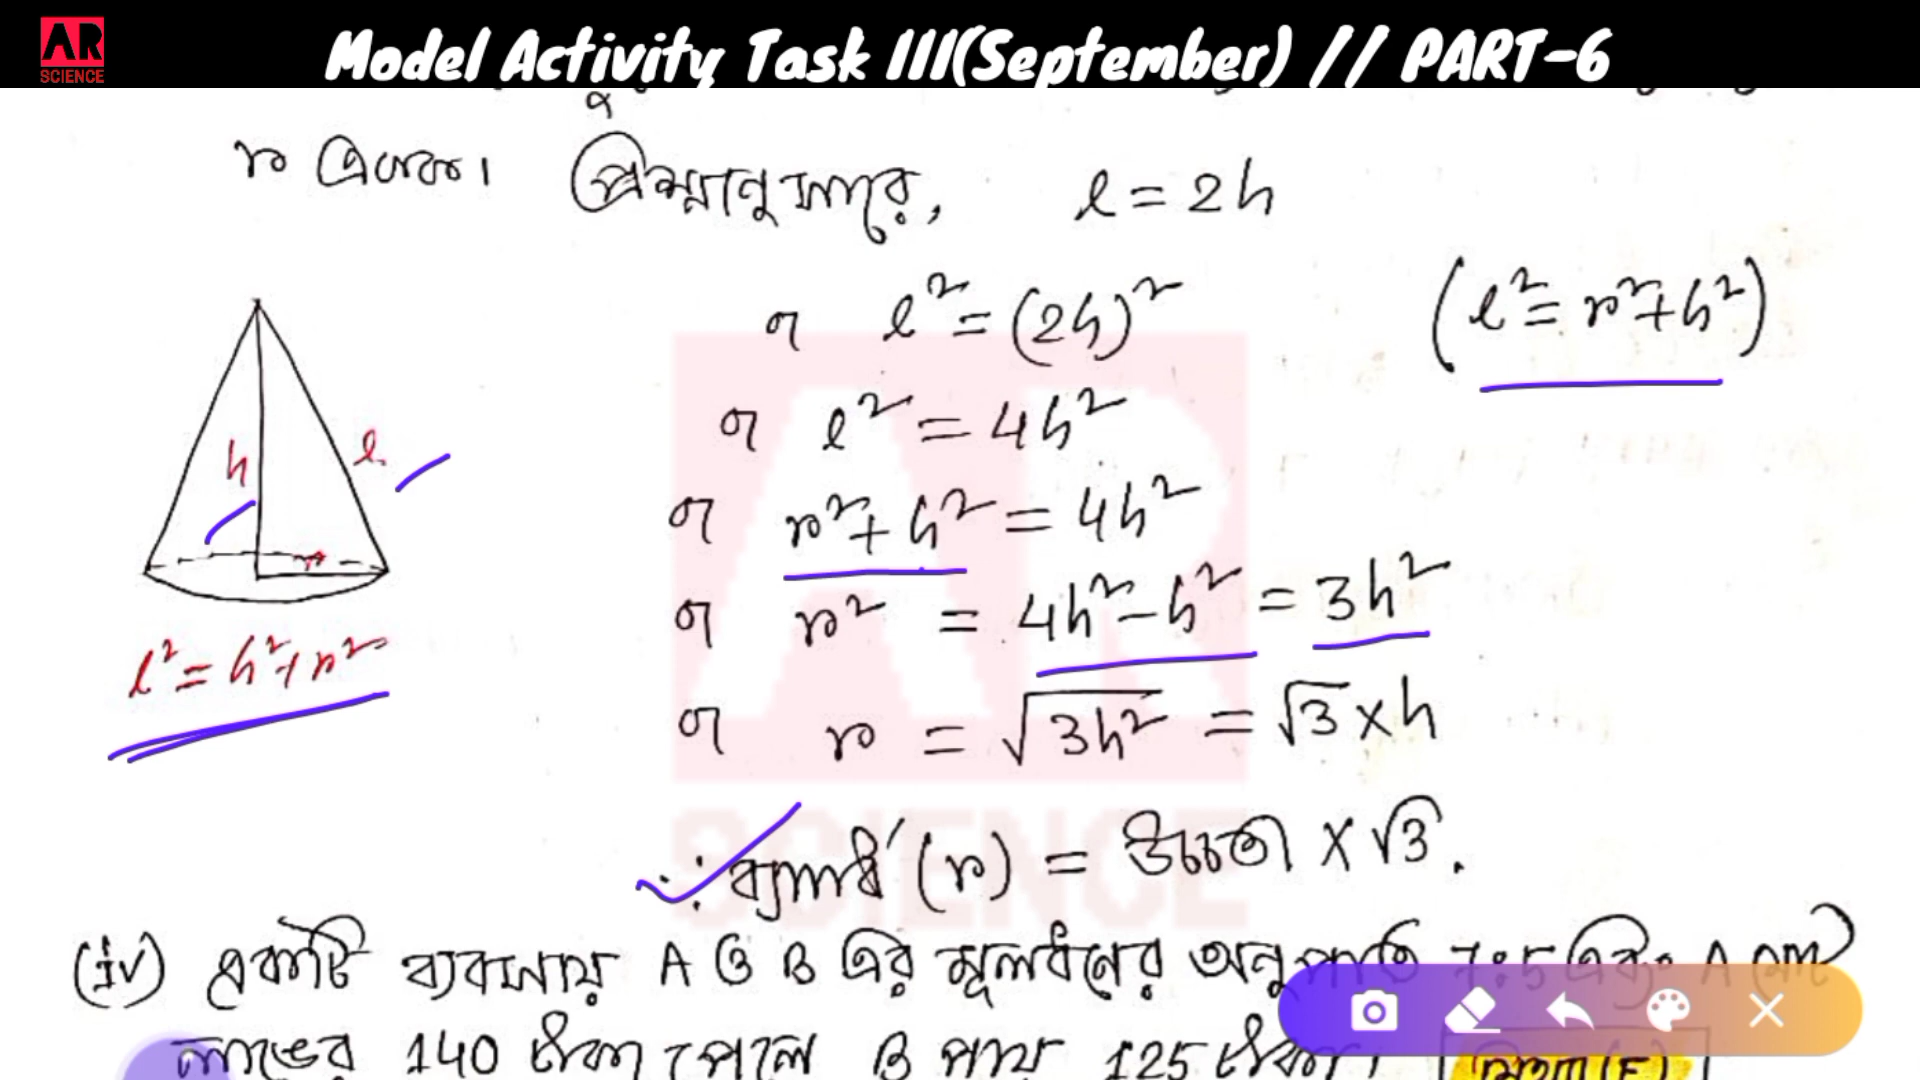 AR
SCIENCE
Model Activity Task III(September) // PART-6
r একক। প্রশ্নানুসারে, l = 2h
বা l² = (2h)² (l² = r²+h²)
বা l² = 4h²
h l
বা r²+h² = 4h²
r
বা r² = 4h²-h² = 3h²
l² = h²+r²
বা r = √3h² = √3×h
∴ ব্যাসার্ধ (r) = উচ্চতা × √3.
(iv) একটি ব্যবসায় A ও B এর মূলধনের অনুপাত 7:5 এবং A মোট
লাভের 140 টাকা পেলে B পায় 125 টাকা।